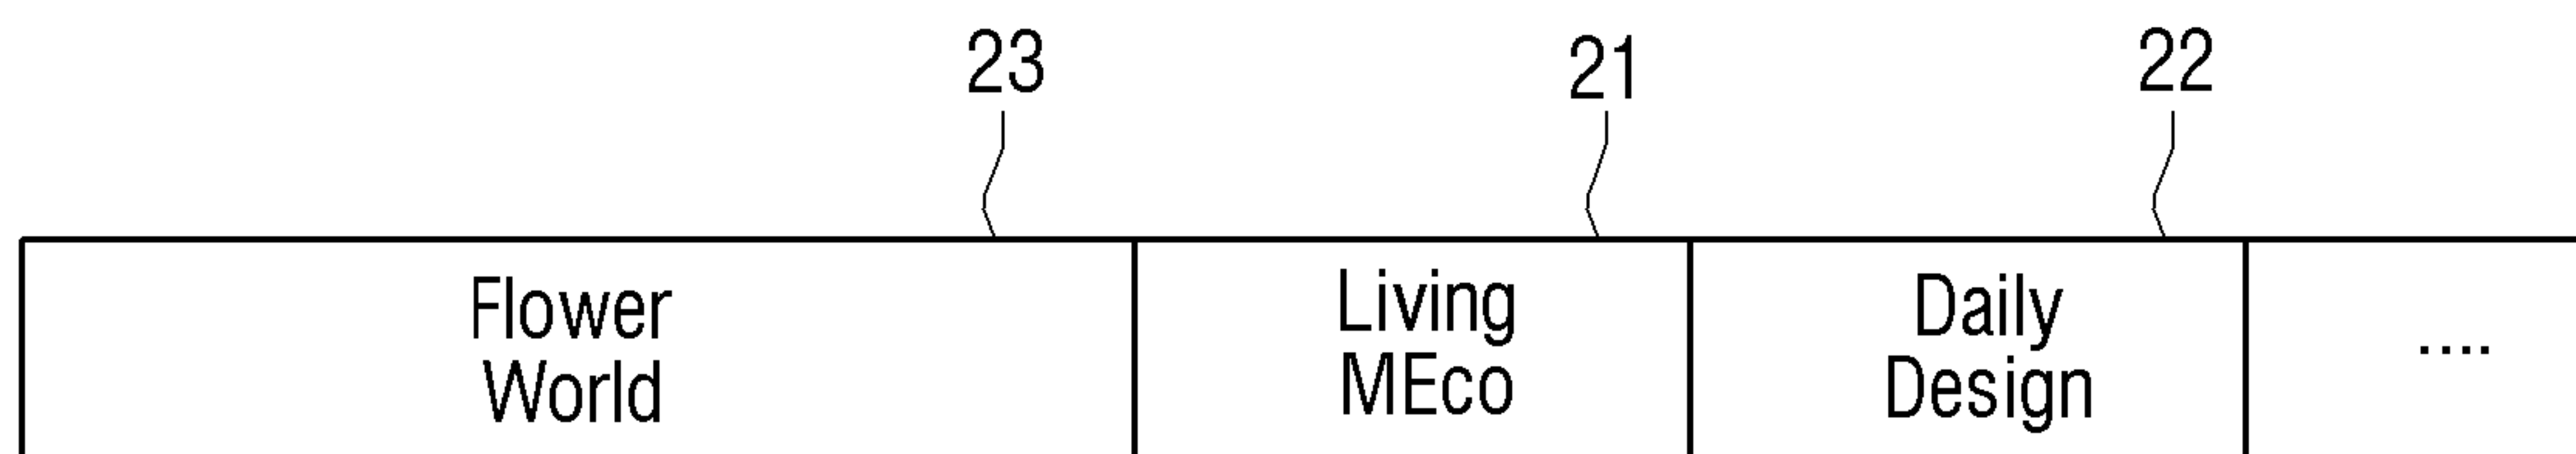 23 21 22
Flower
World
Living
MEco
Daily
Design
....